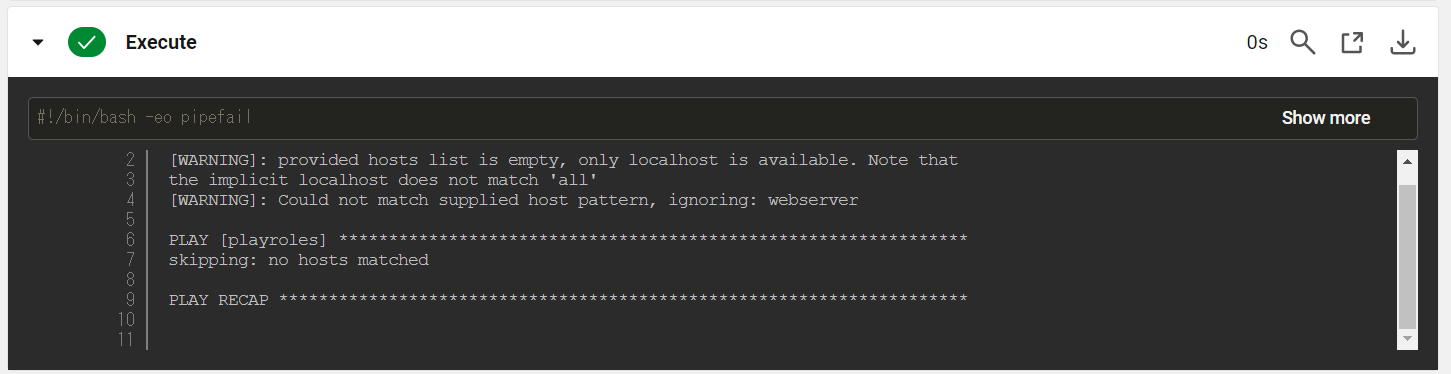 Execute
0s
#!/bin/bash -eo pipefail
Show more
2 [WARNING]: provided hosts list is empty, only localhost is available. Note that
3 the implicit localhost does not match 'all'
4 [WARNING]: Could not match supplied host pattern, ignoring: webserver
5
6 PLAY [playroles] ***************************************************************
7 skipping: no hosts matched
8
9 PLAY RECAP *********************************************************************
10
11